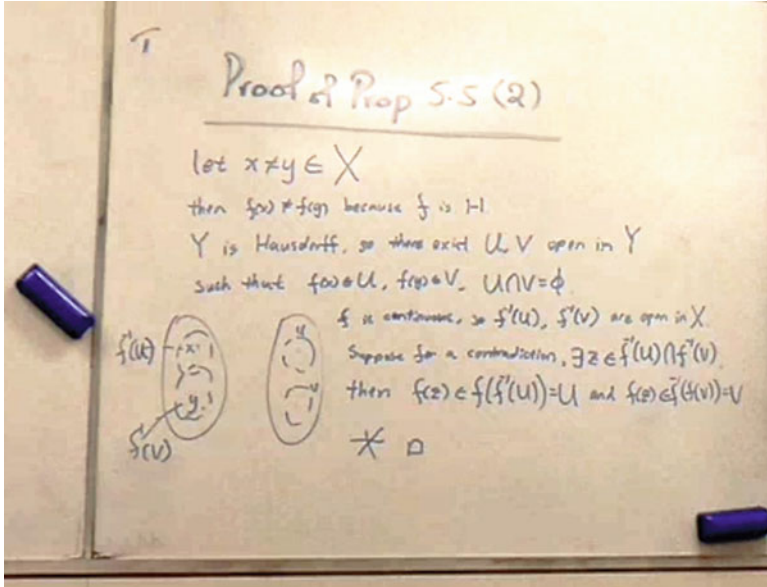 T
Proof of Prop 5.5 (2)
let x≠y ∈ X
then f(x) ≠ f(y) because f is 1-1
Y is Hausdorff, so there exist U, V open in Y
such that f(x)∈U, f(y)∈V, U∩V=ϕ.
f is continuous, so f⁻¹(U), f⁻¹(V) are open in X.
Suppose for a contradiction, ∃z∈f⁻¹(U)∩f⁻¹(V)
then f(z)∈f(f⁻¹(U))=U and f(z)∈f⁻¹(f(V))=V
f⁻¹(U) x U
y V
f⁻¹(V)